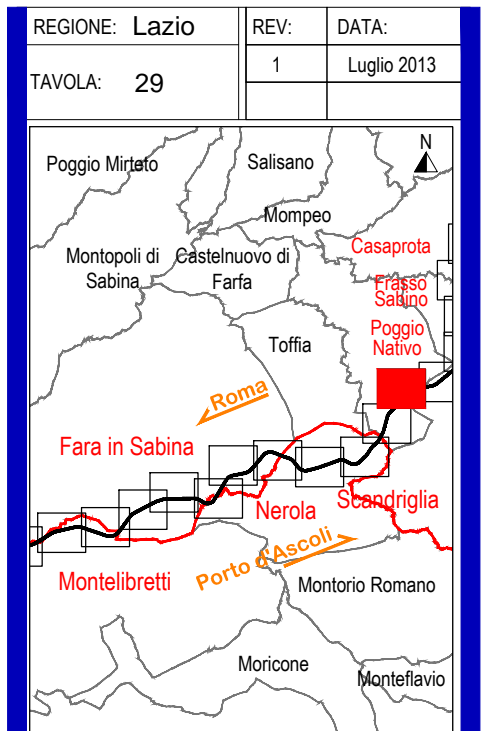 REGIONE: Lazio
REV:
DATA:
TAVOLA: 29
1
Luglio 2013
N
Poggio Mirteto
Salisano
Mompeo
Casaprota
Montopoli di
Sabina
Castelnuovo di
Farfa
Frasso
Sabino
Poggio
Nativo
Toffia
Roma
Fara in Sabina
Nerola
Scandriglia
Porto d'Ascoli
Montelibretti
Montorio Romano
Moricone
Monteflavio